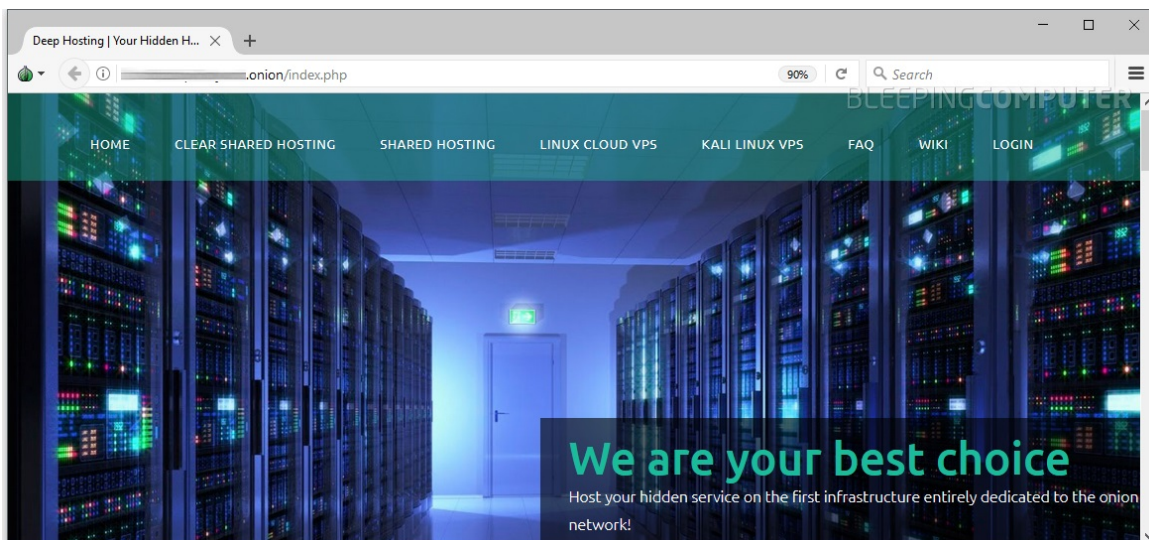 Deep Hosting | Your Hidden H...
.onion/index.php
90%
Search
BLEEPINGCOMPUTER
HOME CLEAR SHARED HOSTING SHARED HOSTING LINUX CLOUD VPS KALI LINUX VPS FAQ WIKI LOGIN
We are your best choice
Host your hidden service on the first infrastructure entirely dedicated to the onion
network!